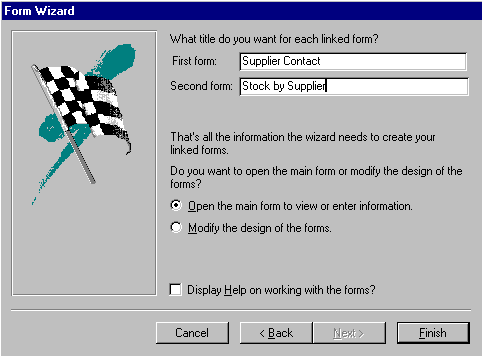 Form Wizard
What title do you want for each linked form?
First form: Supplier Contact
Second form: Stock by Supplier
That's all the information the wizard needs to create your
linked forms.
Do you want to open the main form or modify the design of the
forms?
Open the main form to view or enter information.
Modify the design of the forms.
Display Help on working with the forms?
Cancel < Back Next > Finish